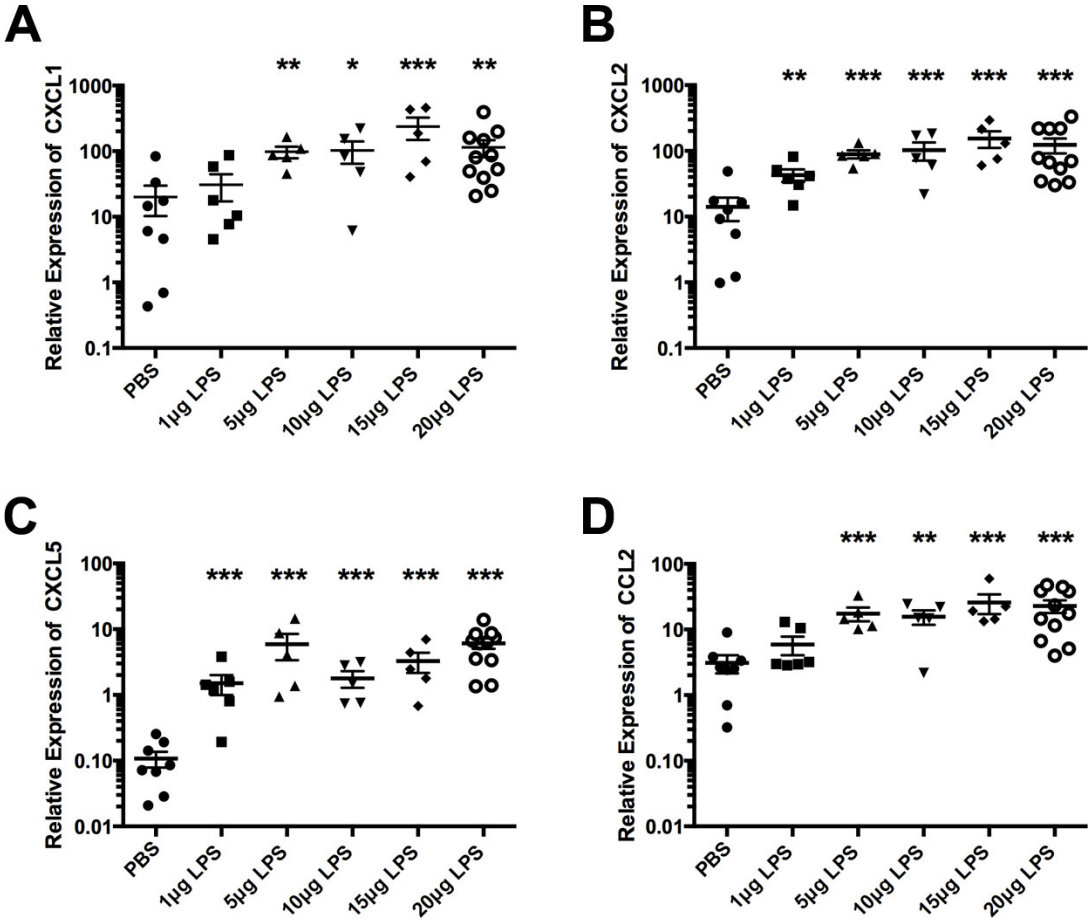 A
Relative Expression of CXCL1
** * *** **
1000
100
10
1
0.1
PBS
1µg LPS
5µg LPS
10µg LPS
15µg LPS
20µg LPS
B
Relative Expression of CXCL2
** *** *** *** ***
1000
100
10
1
0.1
PBS
1µg LPS
5µg LPS
10µg LPS
15µg LPS
20µg LPS
C
Relative Expression of CXCL5
*** *** *** *** ***
100
10
1
0.10
0.01
PBS
1µg LPS
5µg LPS
10µg LPS
15µg LPS
20µg LPS
D
Relative Expression of CCL2
*** ** *** ***
100
10
1
0.10
0.01
PBS
1µg LPS
5µg LPS
10µg LPS
15µg LPS
20µg LPS